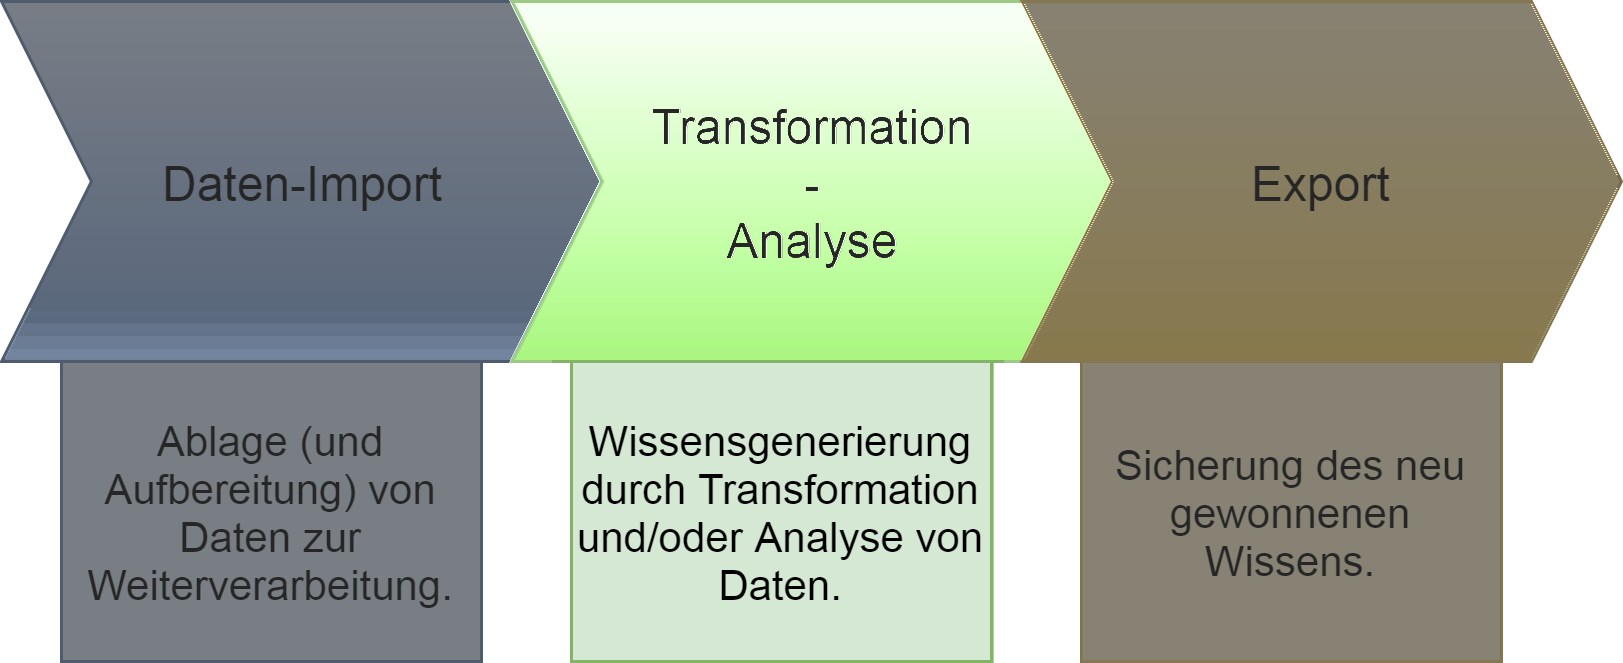 Daten-Import
Transformation
-
Analyse
Export
Ablage (und
Aufbereitung) von
Daten zur
Weiterverarbeitung.
Wissensgenerierung
durch Transformation
und/oder Analyse von
Daten.
Sicherung des neu
gewonnenen
Wissens.